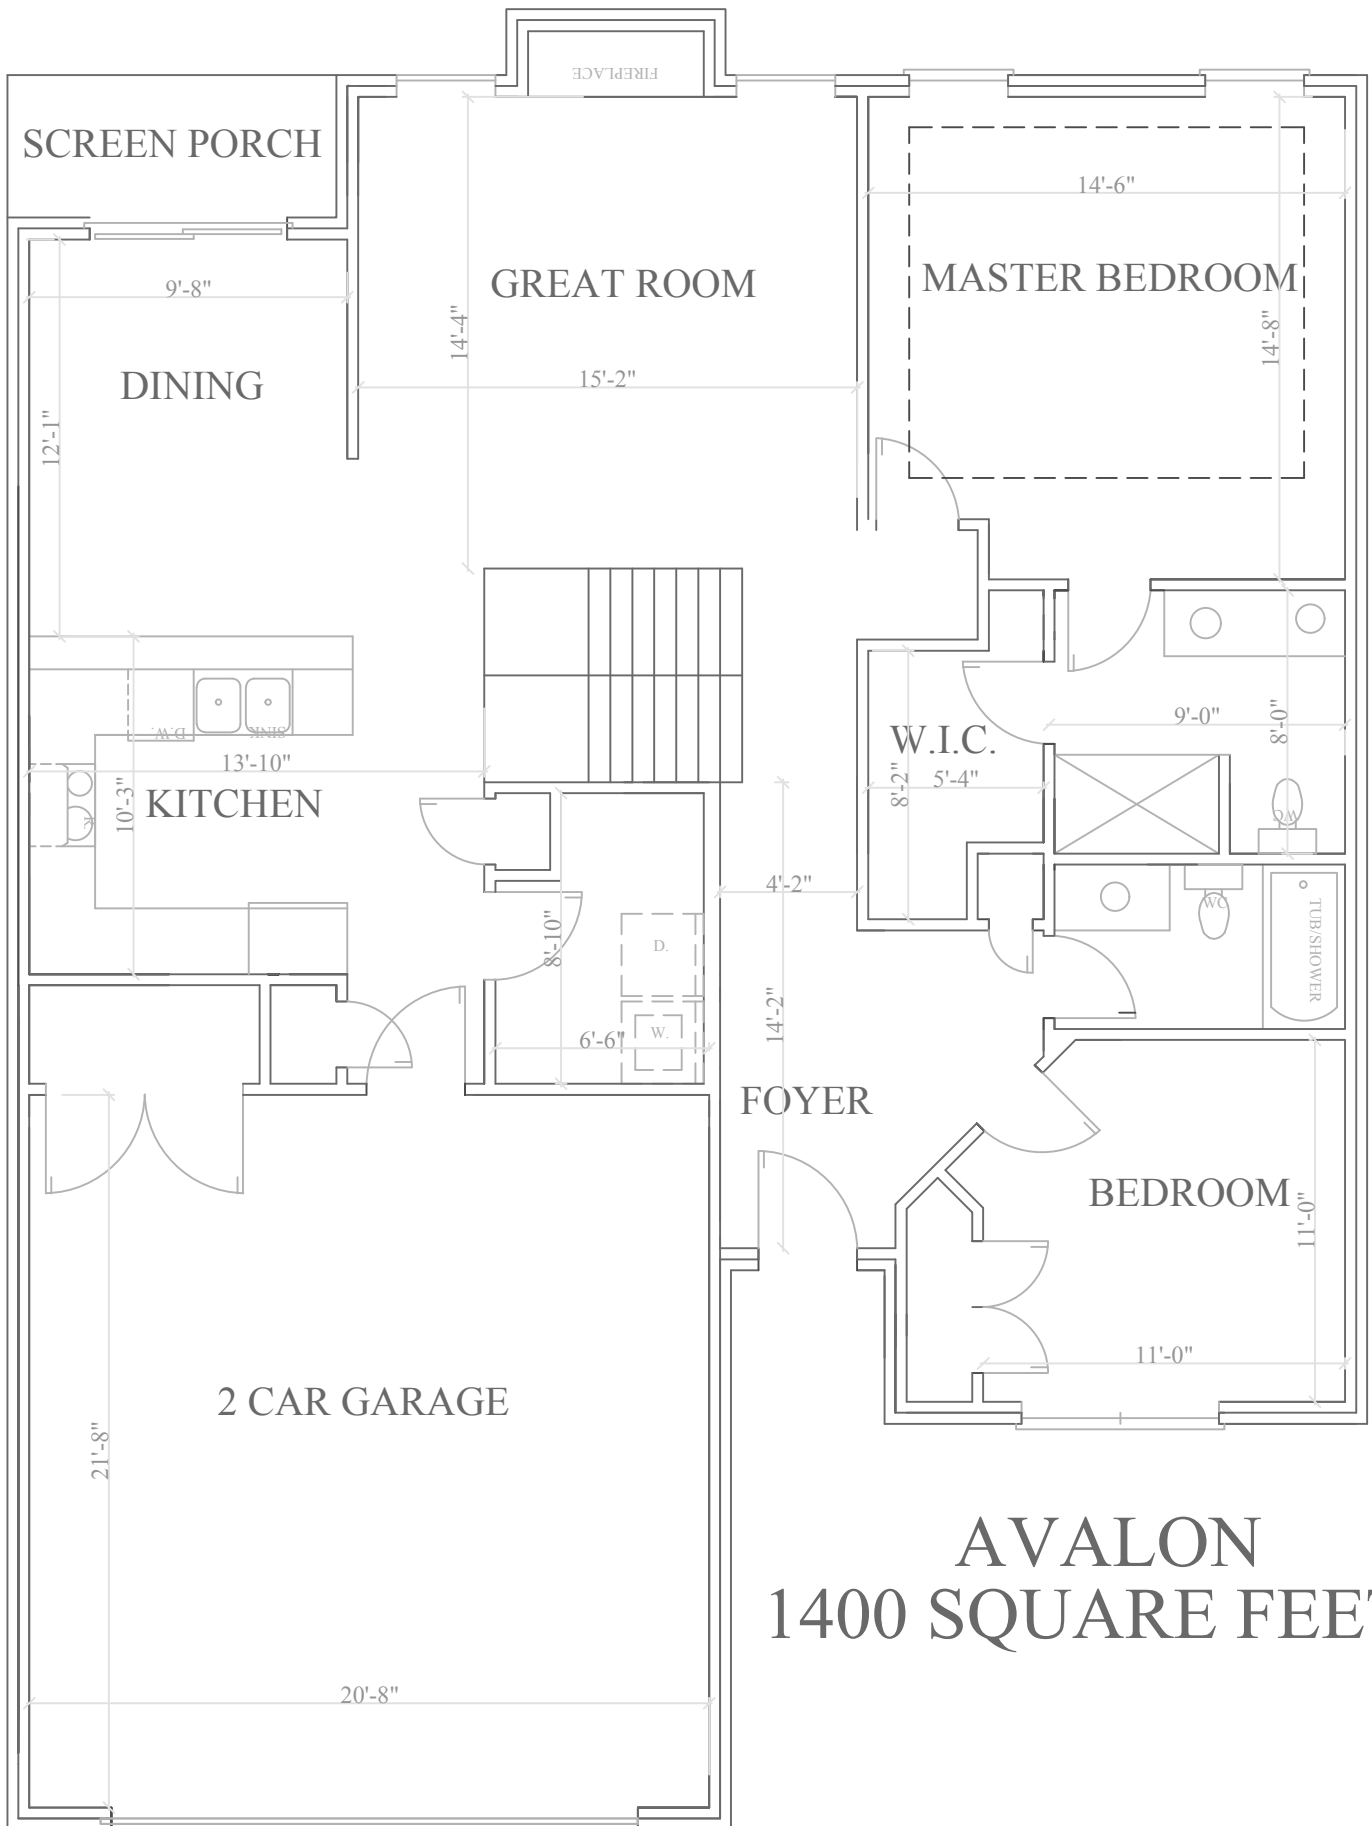 FIREPLACE
SCREEN PORCH
14'-6"
GREAT ROOM
MASTER BEDROOM
9'-8"
14'-4"
14'-8"
15'-2"
DINING
12'-1"
D.W.
SINK
9'-0"
8'-0"
W.I.C.
13'-10"
5'-4"
8'-2"
10'-3"
KITCHEN
R.
WC
4'-2"
WC
8'-10"
D.
TUB/SHOWER
14'-2"
6'-6"
W.
FOYER
BEDROOM
11'-0"
11'-0"
2 CAR GARAGE
21'-8"
AVALON
1400 SQUARE FEET
20'-8"